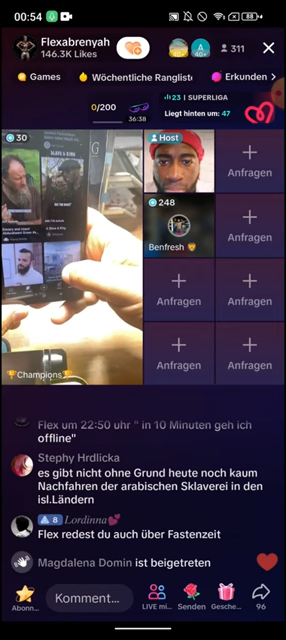 00:54
88
Flexabrenyah
146.3K Likes
40+
311
Games
Wöchentliche Ranglist
Erkunden
0/200
36:38
23 | SUPERLIGA
Liegt hinten um: 47
30
Host
Anfragen
Anfragen
248
Benfresh
Anfragen
Anfragen
Anfragen
Anfragen
Champions
Flex um 22:50 uhr " in 10 Minuten geh ich
offline"
Stephy Hrdlicka
es gibt nicht ohne Grund heute noch kaum
Nachfahren der arabischen Sklaverei in den
isl.Ländern
8 Lordinna
Flex redest du auch über Fastenzeit
Magdalena Domin ist beigetreten
Abonn...
Komment...
LIVE mi...
Senden
Gesche...
96